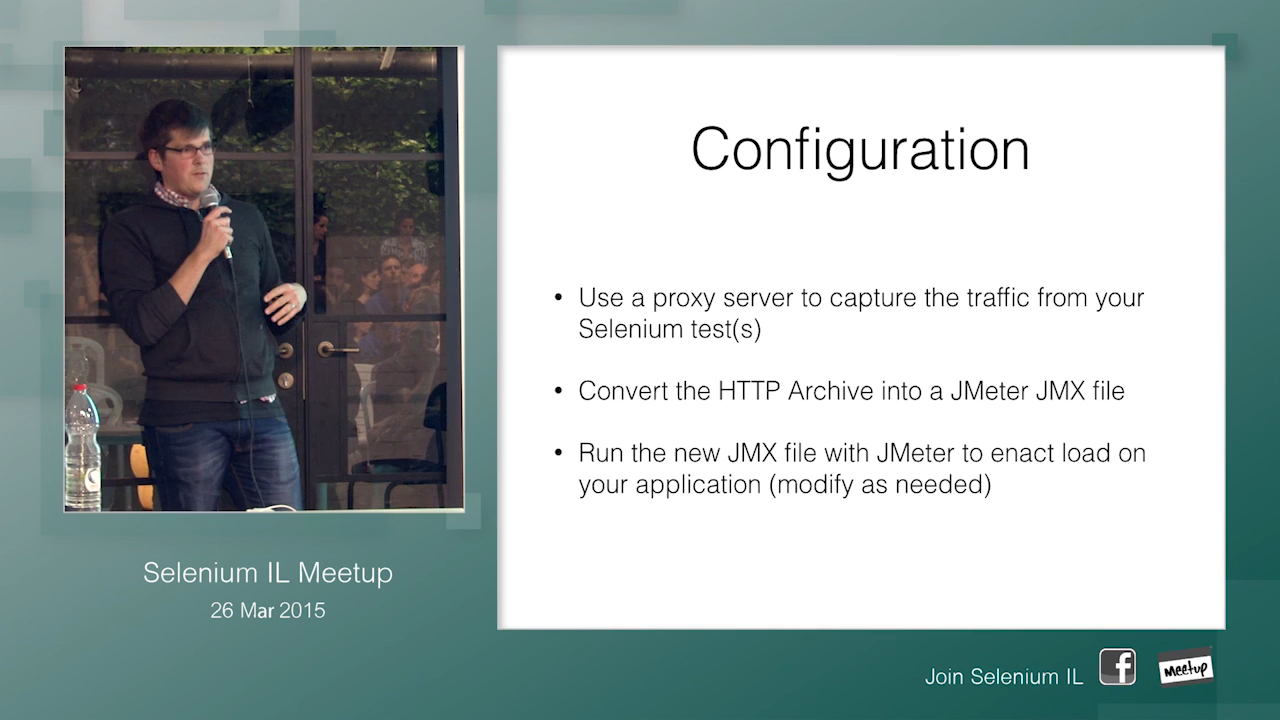 Configuration
• Use a proxy server to capture the traffic from your
Selenium test(s)
• Convert the HTTP Archive into a JMeter JMX file
• Run the new JMX file with JMeter to enact load on
your application (modify as needed)
Selenium IL Meetup
26 Mar 2015
Join Selenium IL
Meetup